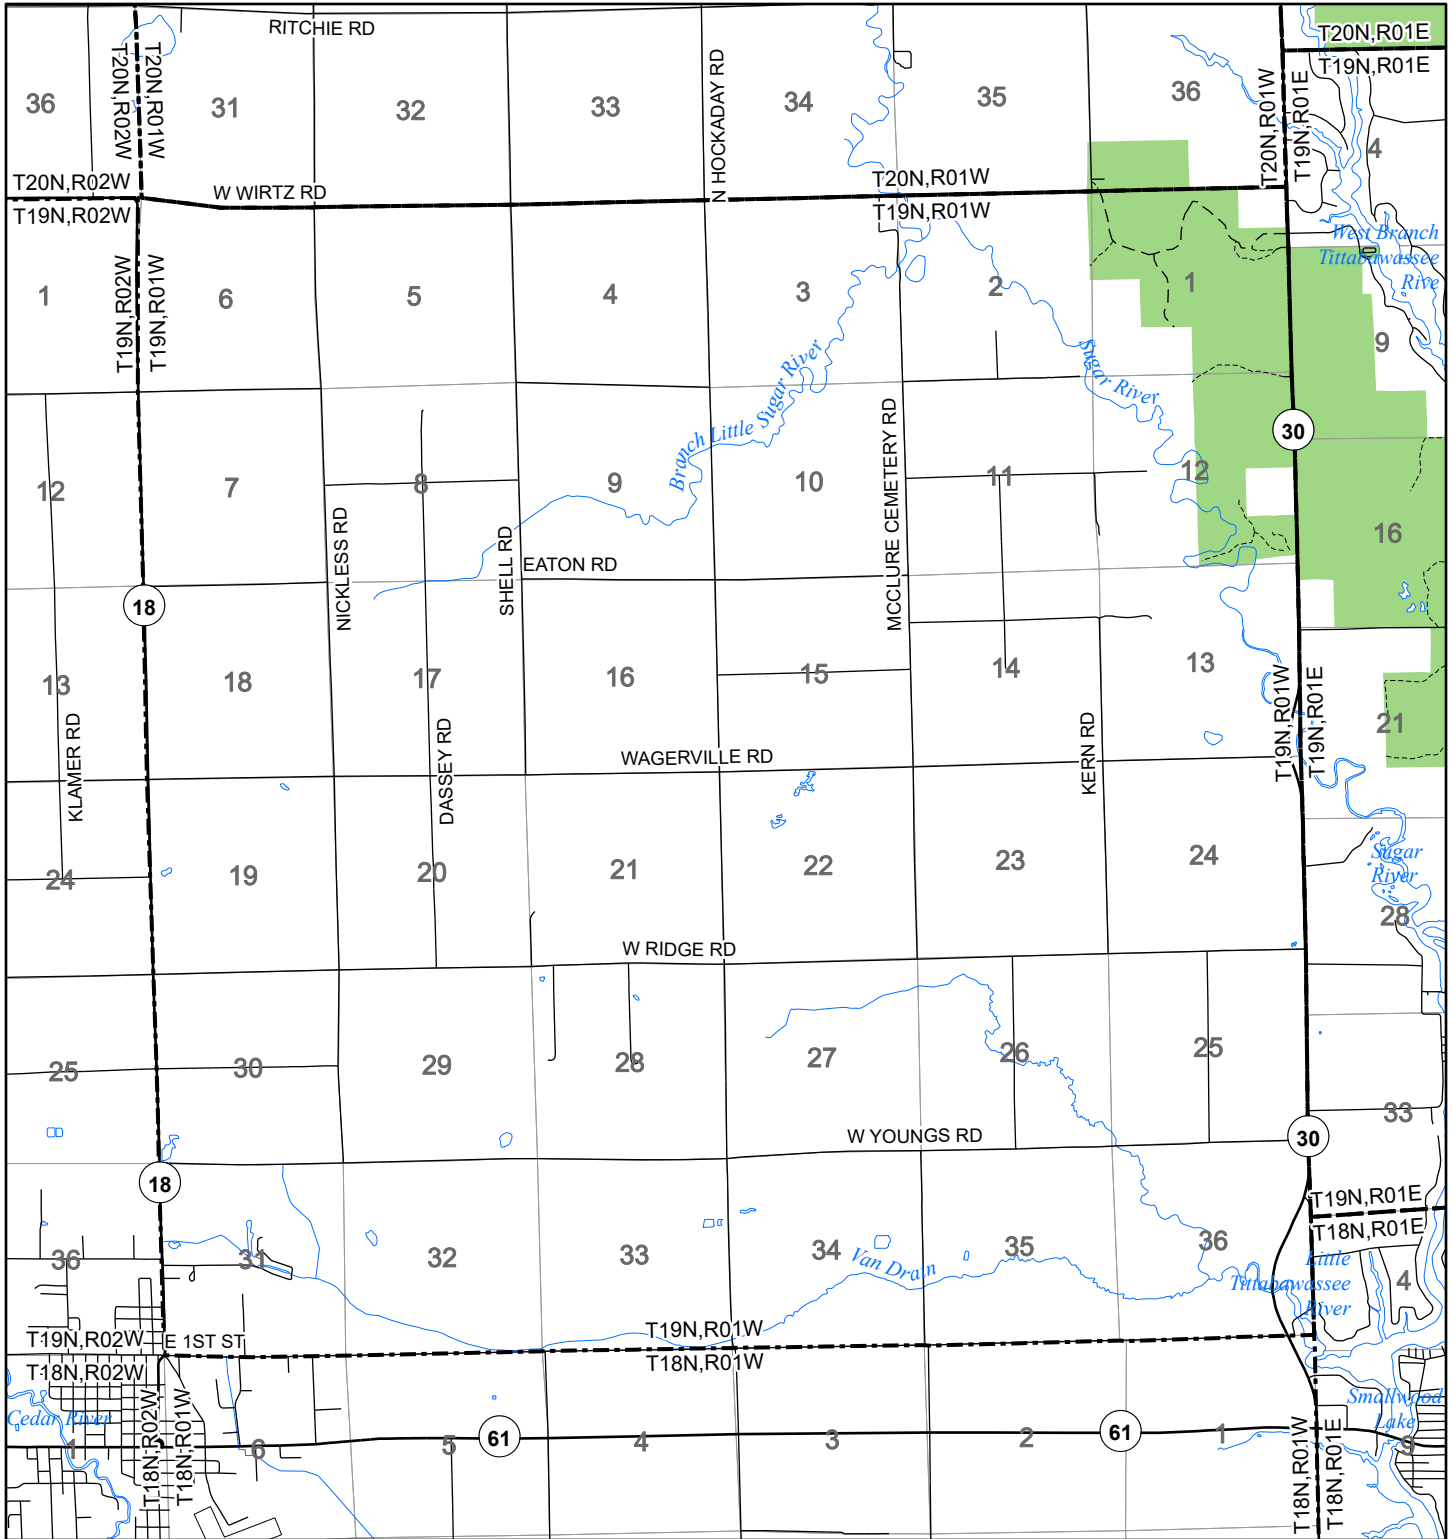 RITCHIE RD
T20N,R01E
T19N,R01E
T20N,R02W
T20N,R01W
N HOCKADAY RD
T20N,R01W
T19N,R01E
36
31
32
33
34
35
36
4
T20N,R02W
T19N,R02W
W WIRTZ RD
T20N,R01W
T19N,R01W
West Branch
Tittabawassee
Rive
T19N,R02W
T19N,R01W
1
6
5
4
3
2
1
9
Branch Little Sugar River
Sugar River
30
MCCLURE CEMETERY RD
12
7
8
9
10
11
12
16
NICKLESS RD
SHELL RD
EATON RD
18
13
18
17
16
15
14
13
21
T19N,R01W
T19N,R01E
KLAMER RD
DASSEY RD
WAGERVILLE RD
KERN RD
24
19
20
21
22
23
24
Sugar
River
28
W RIDGE RD
25
30
29
28
27
26
25
33
W YOUNGS RD
30
18
T19N,R01E
T18N,R01E
36
31
32
33
34
35
36
4
Van Drain
Little
Tittabawassee
River
T19N,R02W
T18N,R02W
E 1ST ST
T19N,R01W
T18N,R01W
Cedar River
Smallwood
Lake
T18N,R02W
T18N,R01W
1
6
5
61
4
3
2
61
1
9
T18N,R01W
T18N,R01E